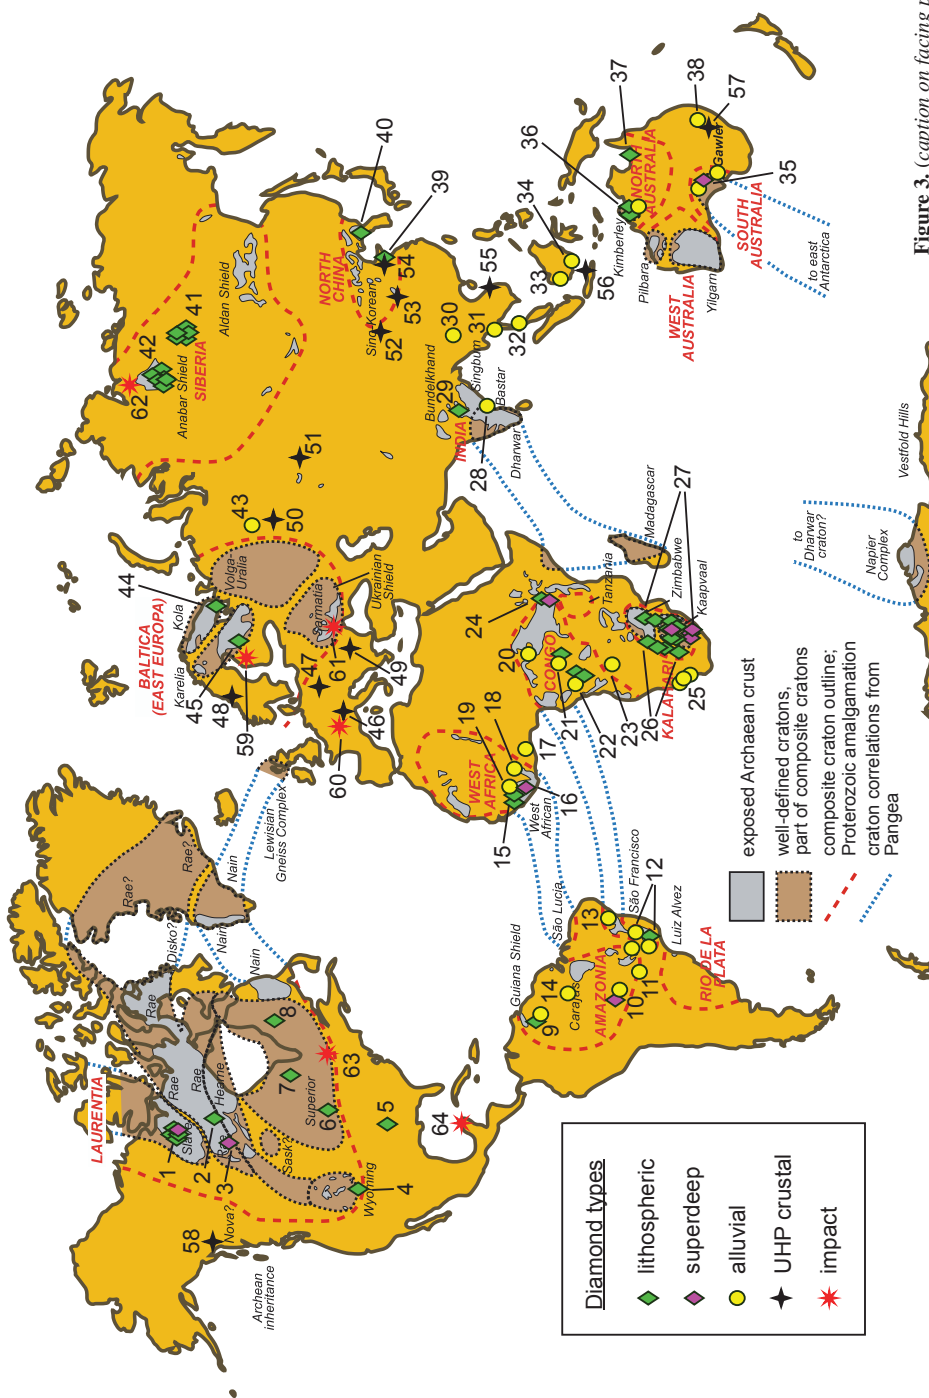 LAURENTIA
Rae?
Rae?
Disko?
Nain
Nain
Nain
Rae
Rae
Rae
Hearne
Slave
Rae
1
2
3
Sask?
Superior
Wyoming
4
5
6
7
8
63
64
58
Nova?
Archean
inheritance
Lewisian
Gneiss Complex
BALTICA
(EAST EUROPA)
Kola
Karelia
44
45
48
59
Volga-
Uralia
Sarmatia
Ukrainian
Shield
43
50
51
47
61
49
46
60
62
42
41
Anabar Shield
SIBERIA
Aldan Shield
NORTH
CHINA
Sino-Korean?
40
39
54
53
52
55
30
31
32
33
34
56
Bundelkhand
29
INDIA
Singbum
Bastar
28
Dharwar
WEST
AFRICA
19
18
17
16
15
West
African
20
CONGO
21
22
23
24
Tanzania
Madagascar
27
Zimbabwe
Kaapvaal
26
KALAHARI
25
Guiana Shield
São Lucia
14
9
Carajas
AMAZONIA
13
São Francisco
12
10
11
Luiz Alvez
RIO DE LA
PLATA
36
37
38
57
Kimberley
NORTH
AUSTRALIA
Pilbara
Gawler
35
WEST
AUSTRALIA
Yilgarn
SOUTH
AUSTRALIA
to east
Antarctica
to
Dharwar
craton?
Napier
Complex
Vestfold Hills
Diamond types
lithospheric
superdeep
alluvial
UHP crustal
impact
exposed Archaean crust
well-defined cratons,
part of composite cratons
composite craton outline;
Proterozoic amalgamation
craton correlations from
Pangea
Figure 3. (caption on facing